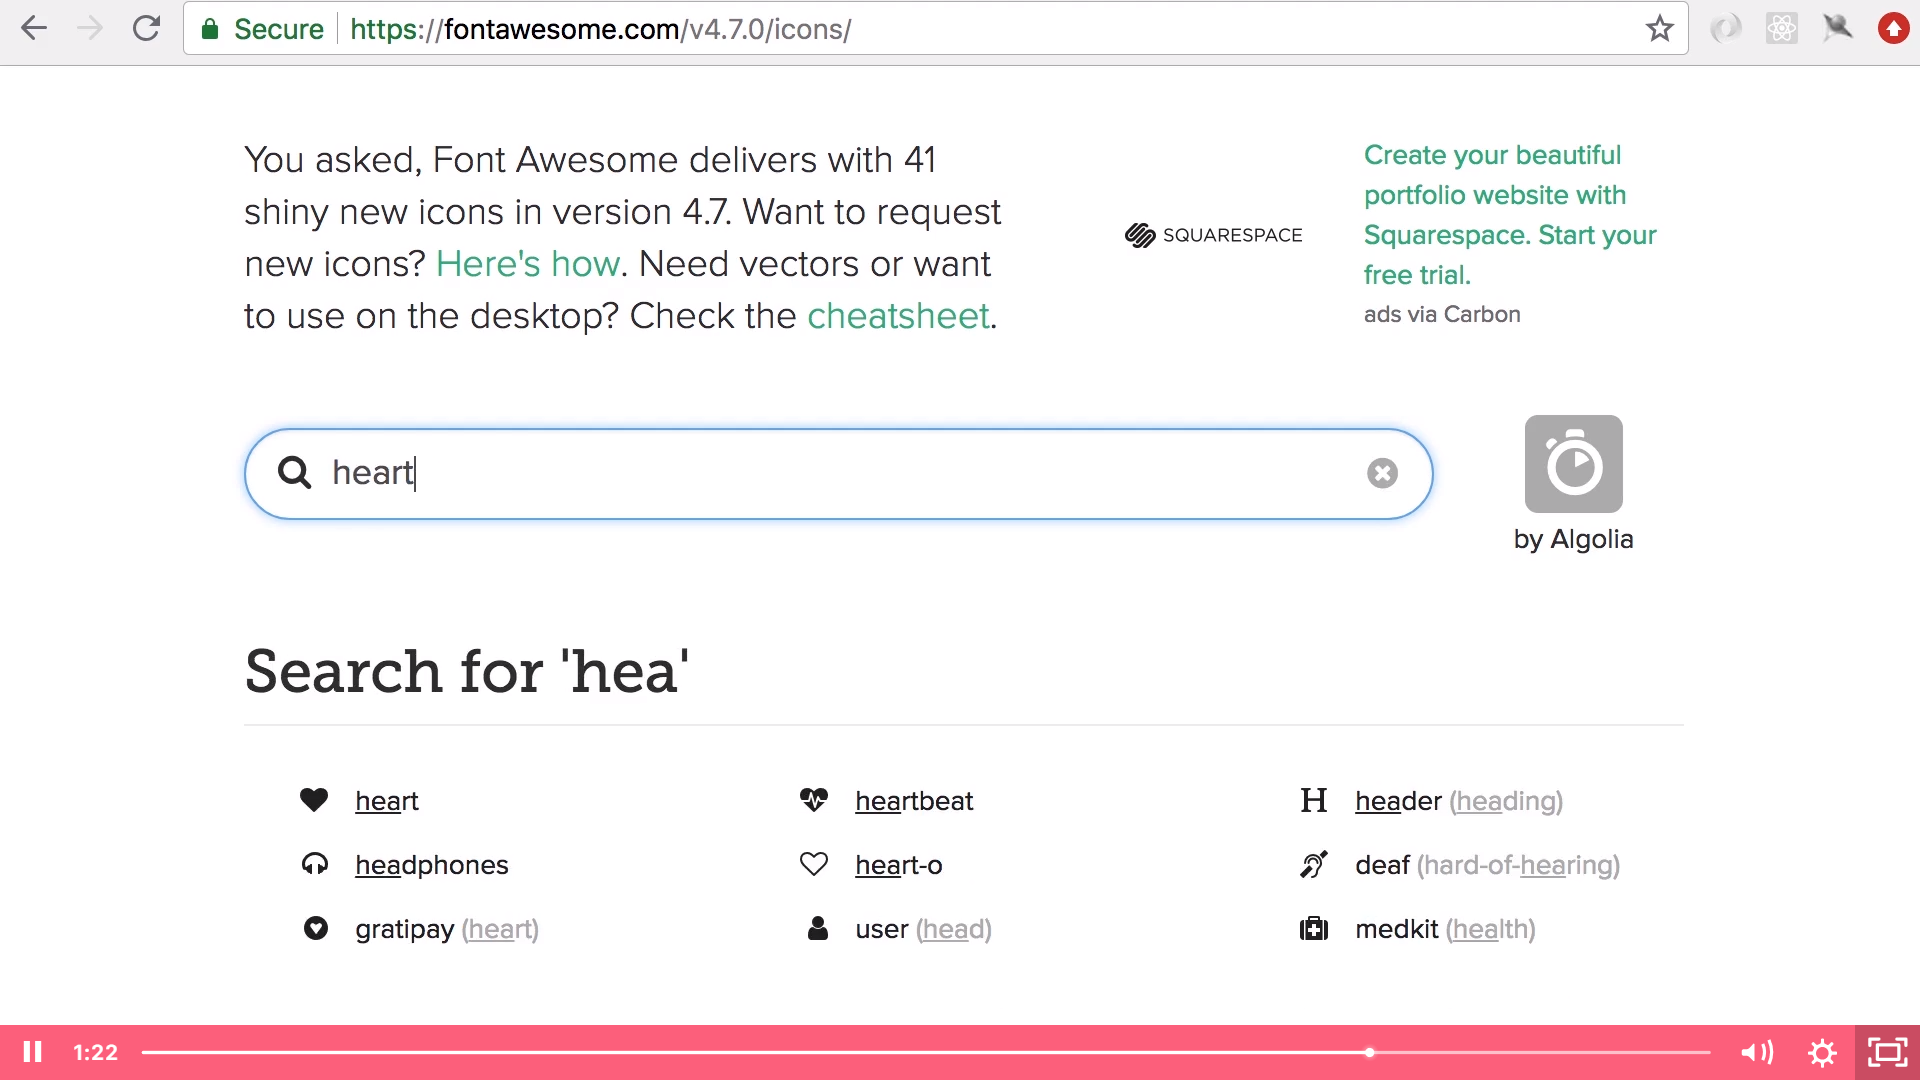 Secure https://fontawesome.com/v4.7.0/icons/
You asked, Font Awesome delivers with 41
shiny new icons in version 4.7. Want to request
new icons? Here's how. Need vectors or want
to use on the desktop? Check the cheatsheet.
SQUARESPACE
Create your beautiful
portfolio website with
Squarespace. Start your
free trial.
ads via Carbon
heart
by Algolia
Search for 'hea'
heart
heartbeat
header (heading)
headphones
heart-o
deaf (hard-of-hearing)
gratipay (heart)
user (head)
medkit (health)
1:22